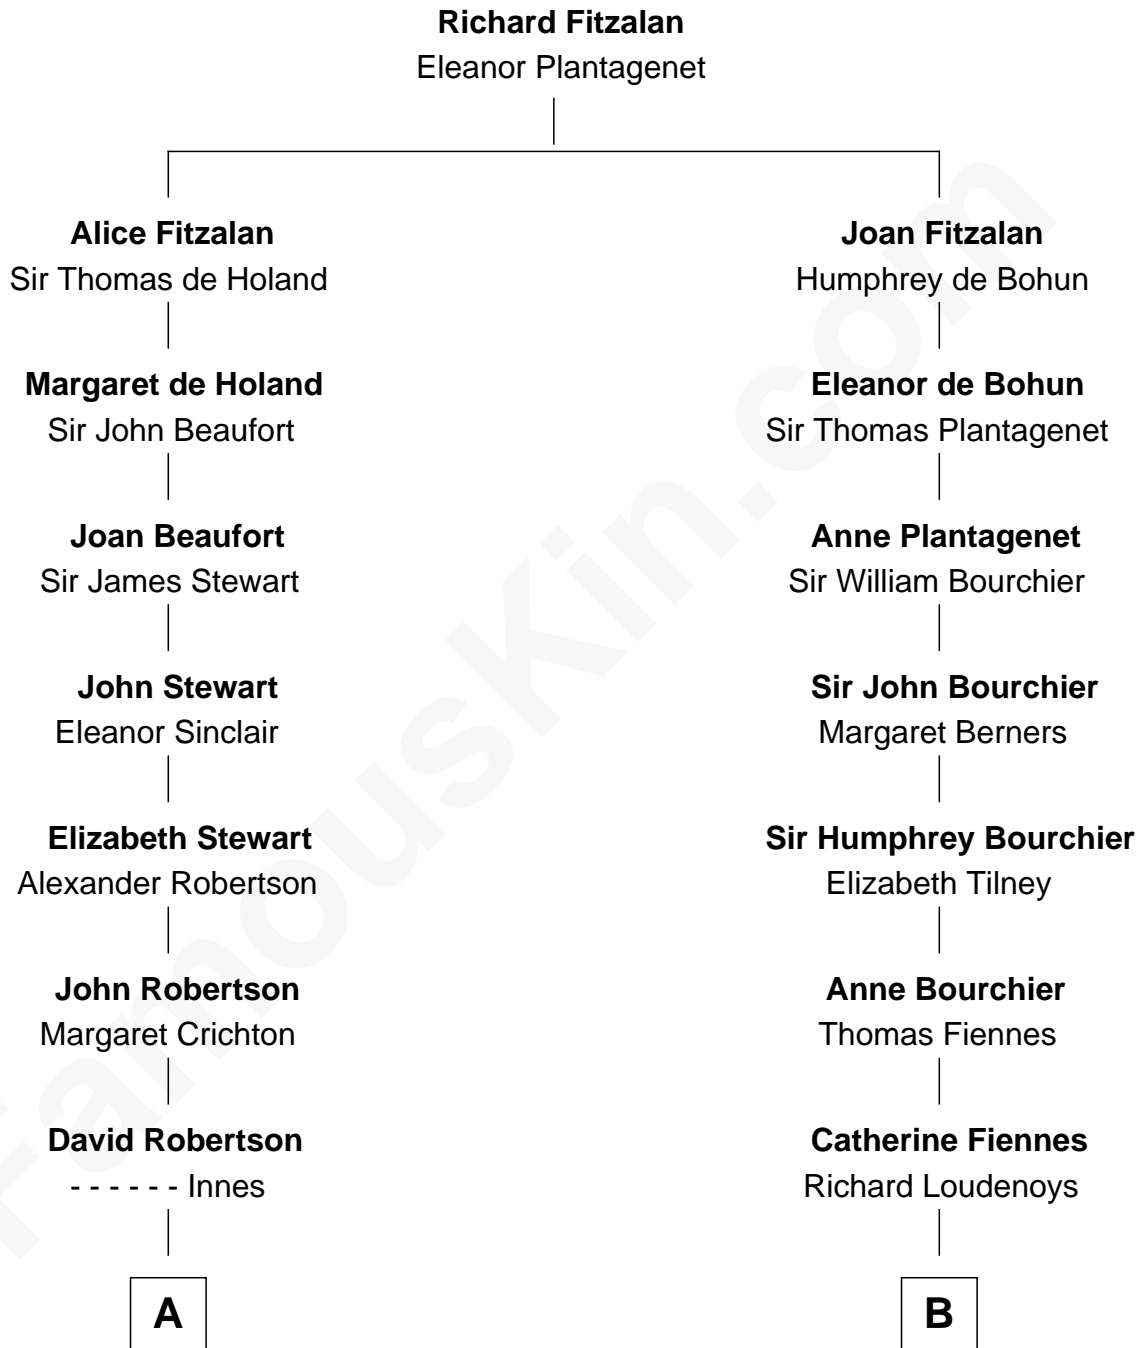 Richard Fitzalan
Eleanor Plantagenet
Alice Fitzalan
Sir Thomas de Holand
Joan Fitzalan
Humphrey de Bohun
Margaret de Holand
Sir John Beaufort
Eleanor de Bohun
Sir Thomas Plantagenet
Joan Beaufort
Sir James Stewart
Anne Plantagenet
Sir William Bourchier
John Stewart
Eleanor Sinclair
Sir John Bourchier
Margaret Berners
Elizabeth Stewart
Alexander Robertson
Sir Humphrey Bourchier
Elizabeth Tilney
John Robertson
Margaret Crichton
Anne Bourchier
Thomas Fiennes
David Robertson
- - - - - - Innes
Catherine Fiennes
Richard Loudenoys
A
B
FamousKin.com